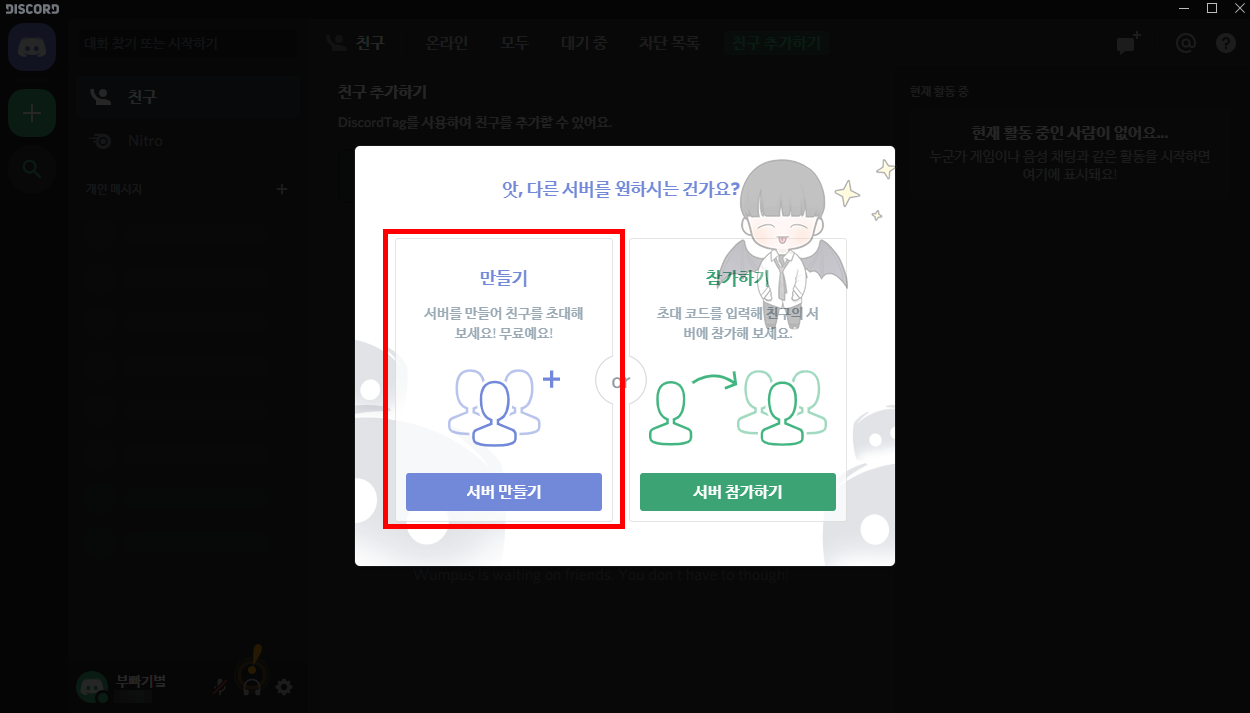 DISCORD
대화 찾기 또는 시작하기
친구
온라인
모두
대기 중
차단 목록
친구 추가하기
친구
Nitro
개인 메시지
친구 추가하기
DiscordTag를 사용하여 친구를 추가할 수 있어요.
현재 활동 중
현재 활동 중인 사람이 없어요...
누군가 게임이나 음성 채팅과 같은 활동을 시작하면
여기에 표시돼요!
앗, 다른 서버를 원하시는 건가요?
만들기
서버를 만들어 친구를 초대해
보세요! 무료예요!
서버 만들기
or
참가하기
초대 코드를 입력해 친구의 서
버에 참가해 보세요.
서버 참가하기
Wumpus is waiting on friends. You don't have to though!
부빠기별